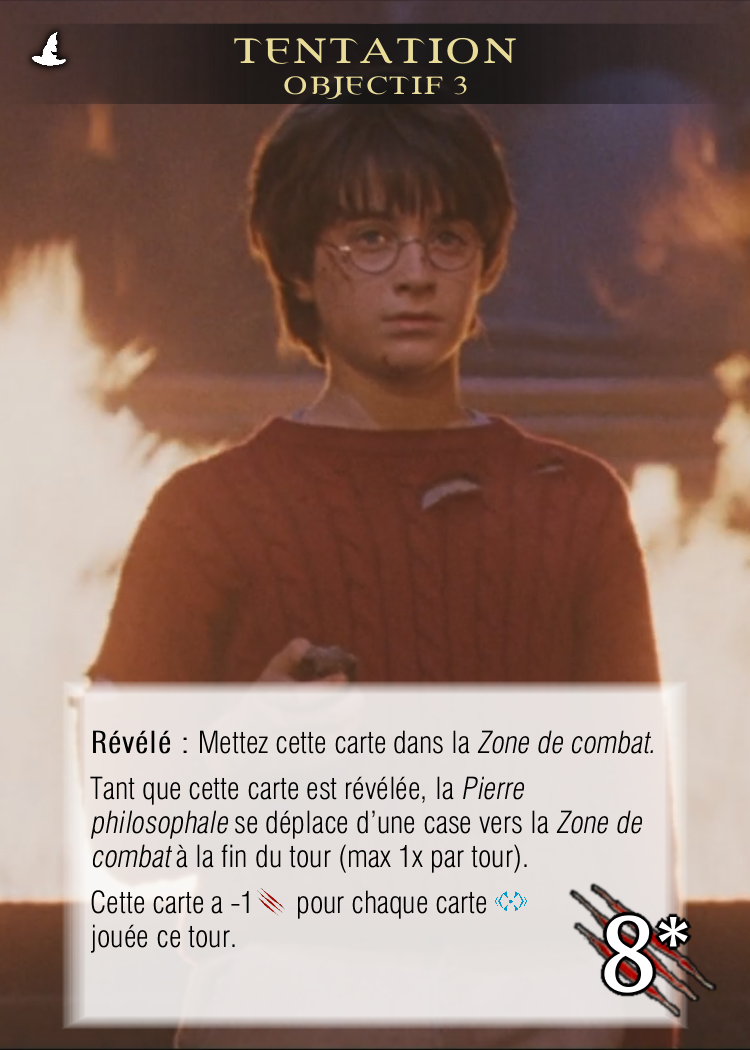 TENTATION
OBJECTIF 3
Révélé : Mettez cette carte dans la Zone de combat.
Tant que cette carte est révélée, la Pierre
philosophale se déplace d'une case vers la Zone de
combat à la fin du tour (max 1x par tour).
Cette carte a -1 pour chaque carte
jouée ce tour.
8*